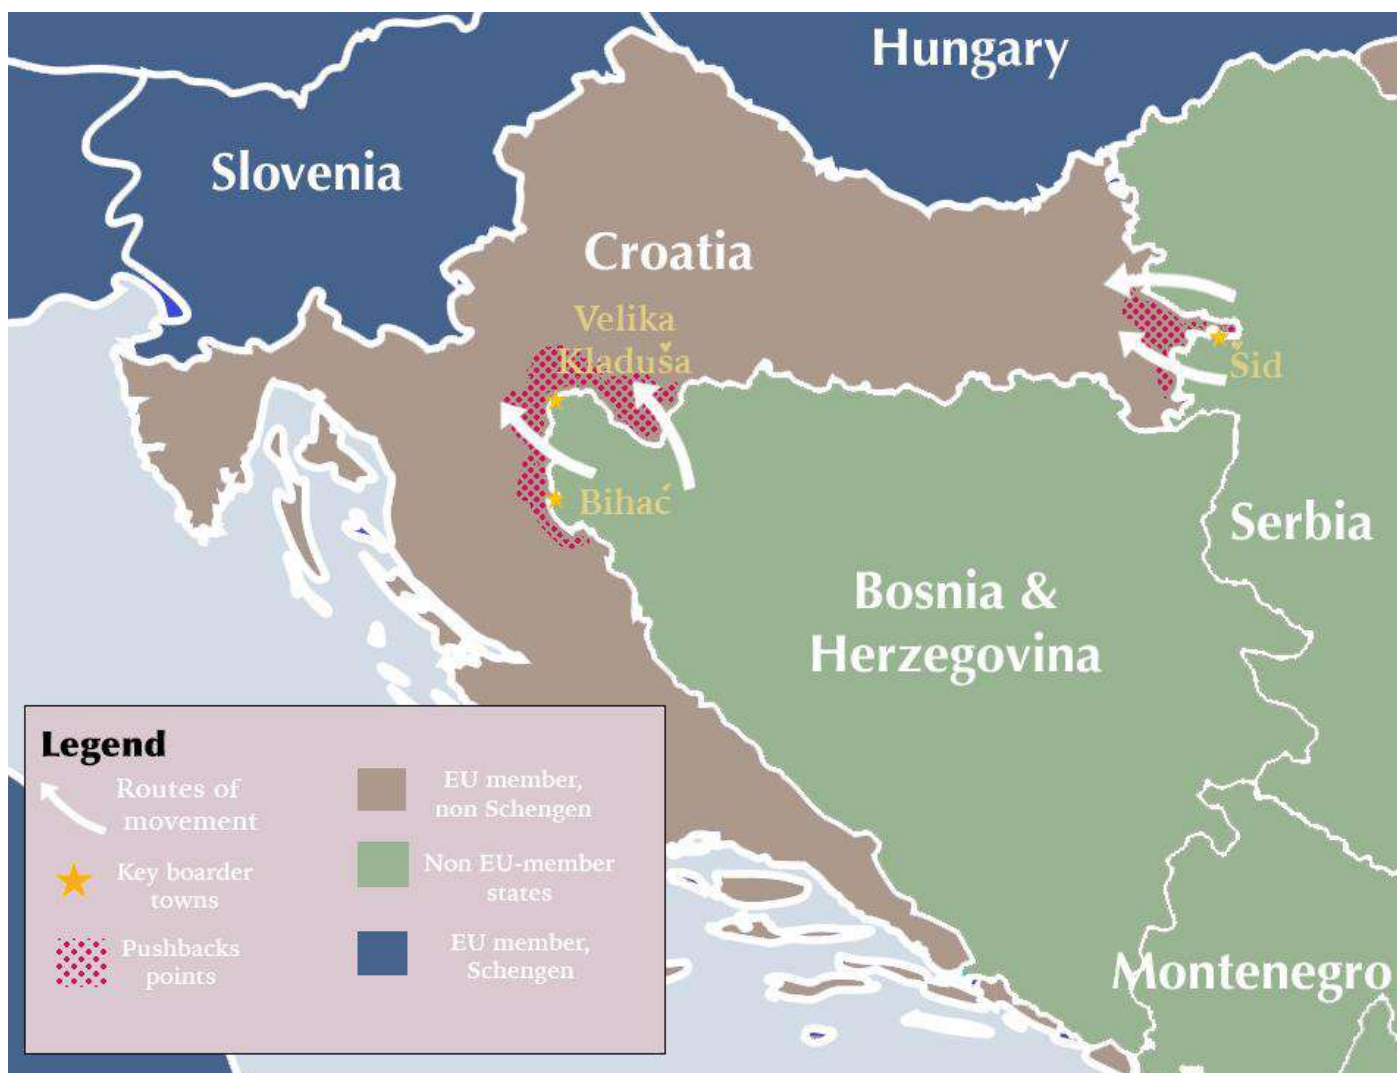 Hungary
Slovenia
Croatia
Velika
Kladuša
Šid
Bihać
Serbia
Bosnia &
Herzegovina
Montenegro
Legend
Routes of
movement
Key boarder
towns
Pushbacks
points
EU member,
non Schengen
Non EU-member
states
EU member,
Schengen